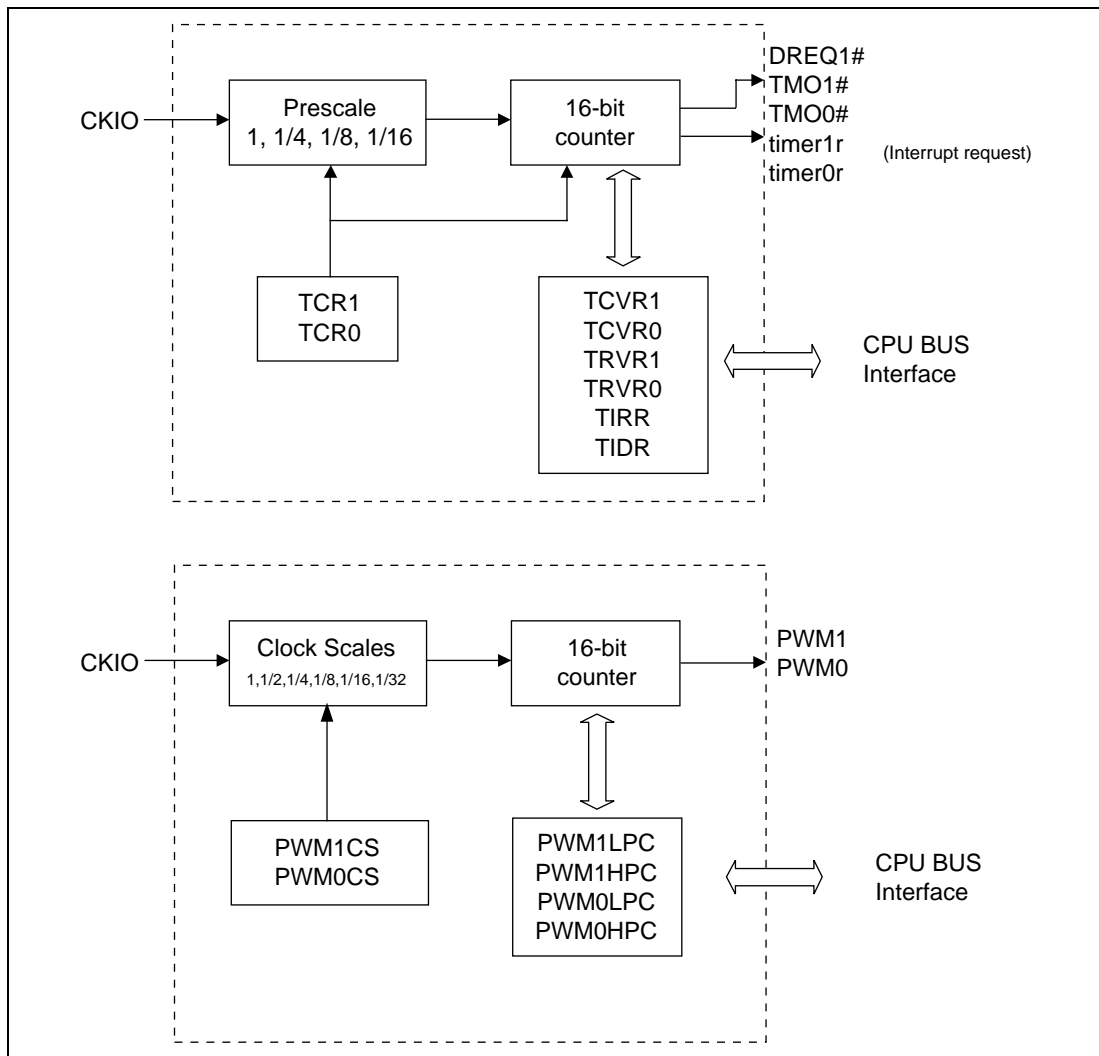 DREQ1#
TMO1#
TMO0#
timer1r
timer0r
(Interrupt request)
CKIO
Prescale
1, 1/4, 1/8, 1/16
16-bit
counter
TCR1
TCR0
TCVR1
TCVR0
TRVR1
TRVR0
TIRR
TIDR
CPU BUS
Interface
CKIO
Clock Scales
1,1/2,1/4,1/8,1/16,1/32
16-bit
counter
PWM1
PWM0
PWM1CS
PWM0CS
PWM1LPC
PWM1HPC
PWM0LPC
PWM0HPC
CPU BUS
Interface